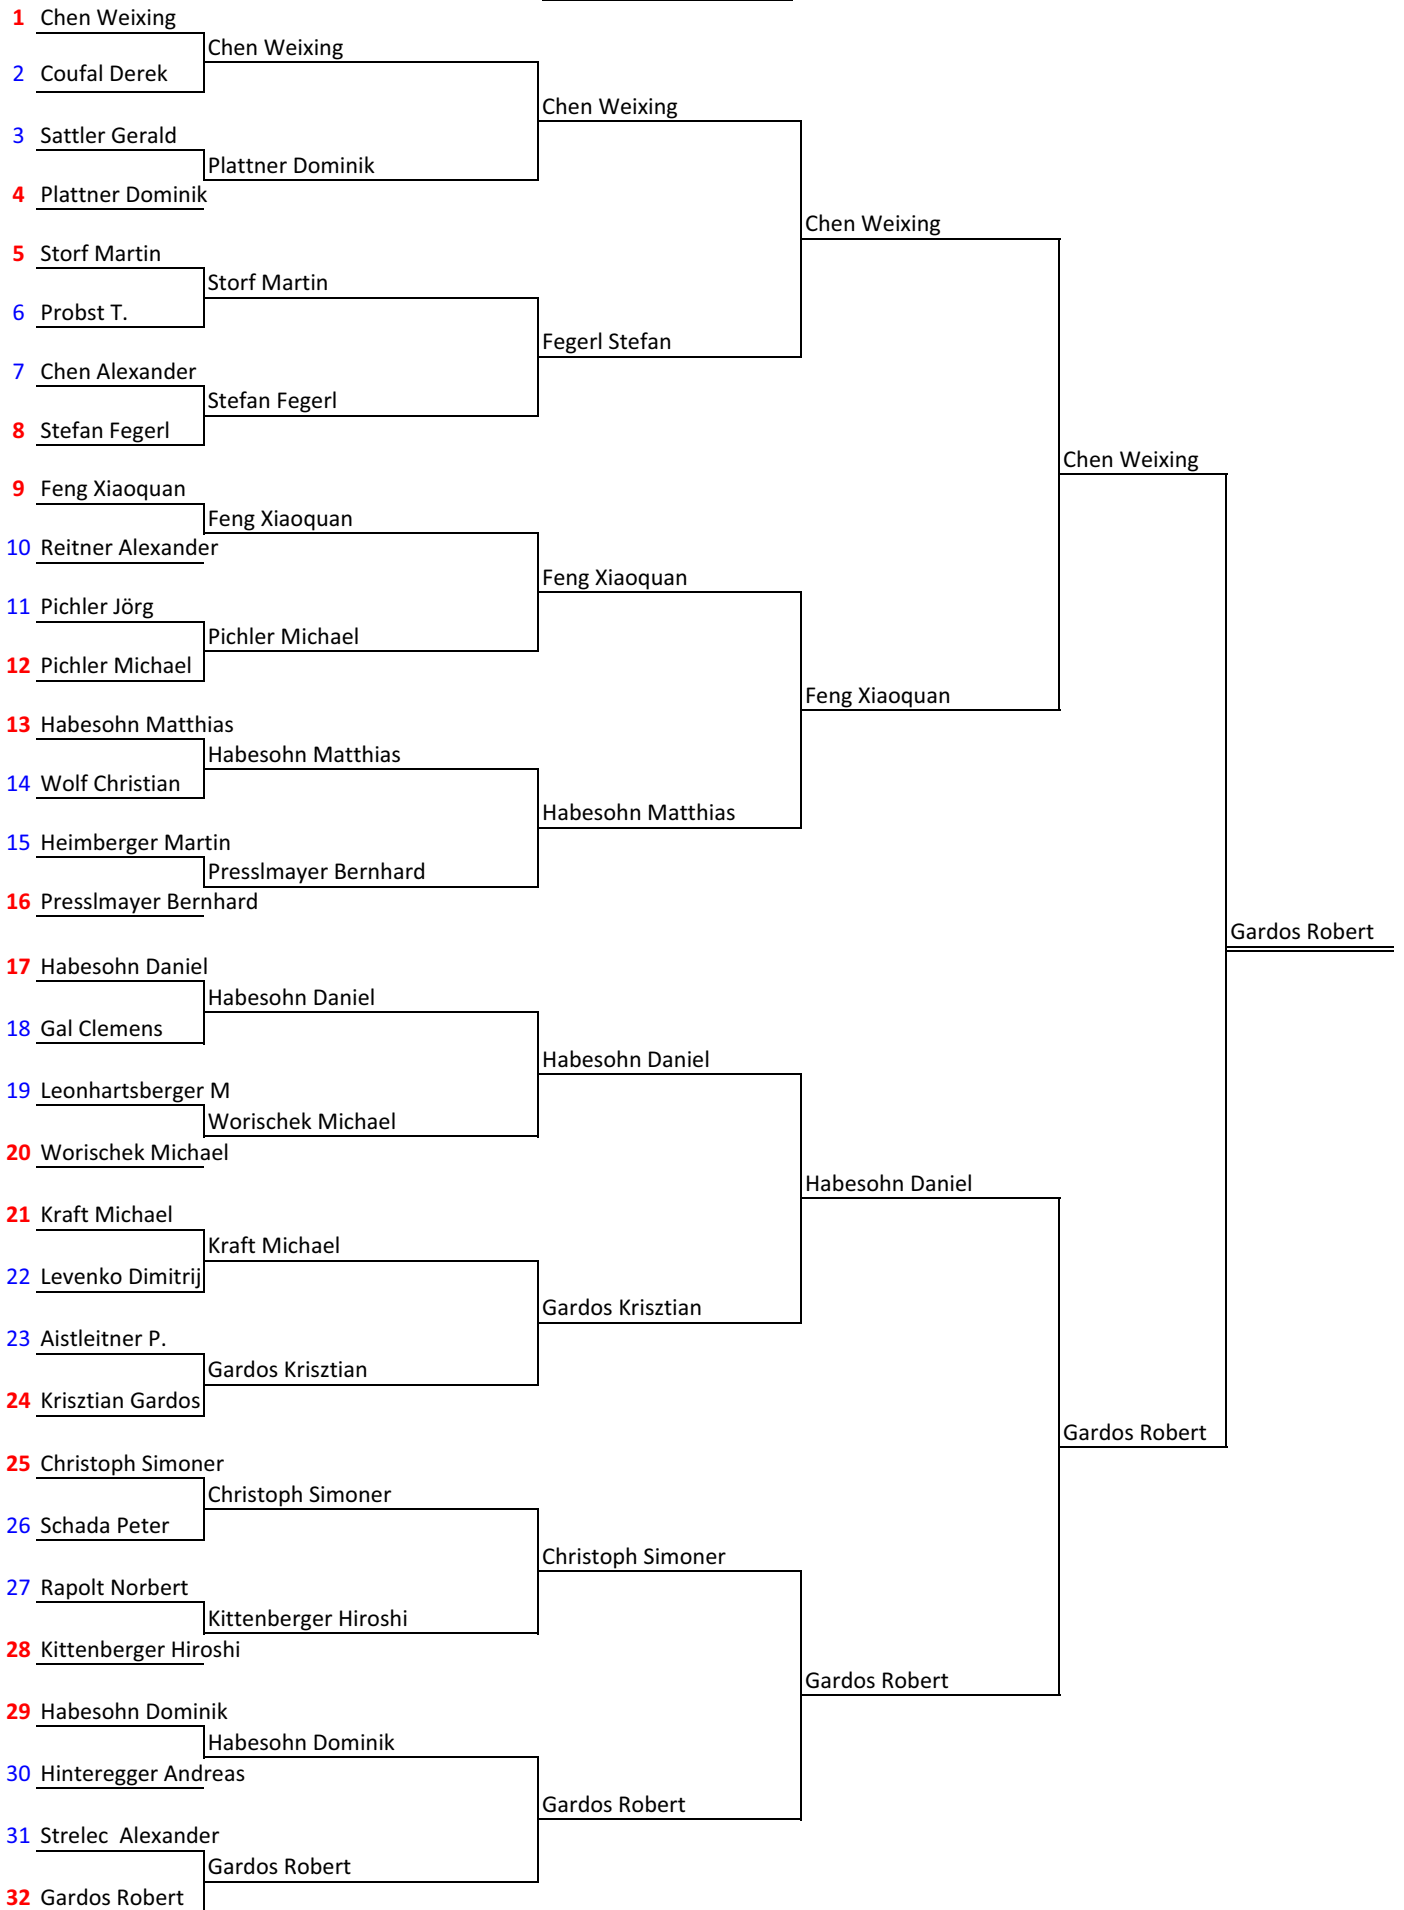 1 Chen Weixing
Chen Weixing
2 Coufal Derek
Chen Weixing
3 Sattler Gerald
Plattner Dominik
4 Plattner Dominik
Chen Weixing
5 Storf Martin
Storf Martin
6 Probst T.
Fegerl Stefan
7 Chen Alexander
Stefan Fegerl
8 Stefan Fegerl
Chen Weixing
9 Feng Xiaoquan
Feng Xiaoquan
10 Reitner Alexander
Feng Xiaoquan
11 Pichler Jörg
Pichler Michael
12 Pichler Michael
Feng Xiaoquan
13 Habesohn Matthias
Habesohn Matthias
14 Wolf Christian
Habesohn Matthias
15 Heimberger Martin
Presslmayer Bernhard
16 Presslmayer Bernhard
Gardos Robert
17 Habesohn Daniel
Habesohn Daniel
18 Gal Clemens
Habesohn Daniel
19 Leonhartsberger M
Worischek Michael
20 Worischek Michael
Habesohn Daniel
21 Kraft Michael
Kraft Michael
22 Levenko Dimitrij
Gardos Krisztian
23 Aistleitner P.
Gardos Krisztian
24 Krisztian Gardos
Gardos Robert
25 Christoph Simoner
Christoph Simoner
26 Schada Peter
Christoph Simoner
27 Rapolt Norbert
Kittenberger Hiroshi
28 Kittenberger Hiroshi
Gardos Robert
29 Habesohn Dominik
Habesohn Dominik
30 Hinteregger Andreas
Gardos Robert
31 Strelec  Alexander
Gardos Robert
32 Gardos Robert